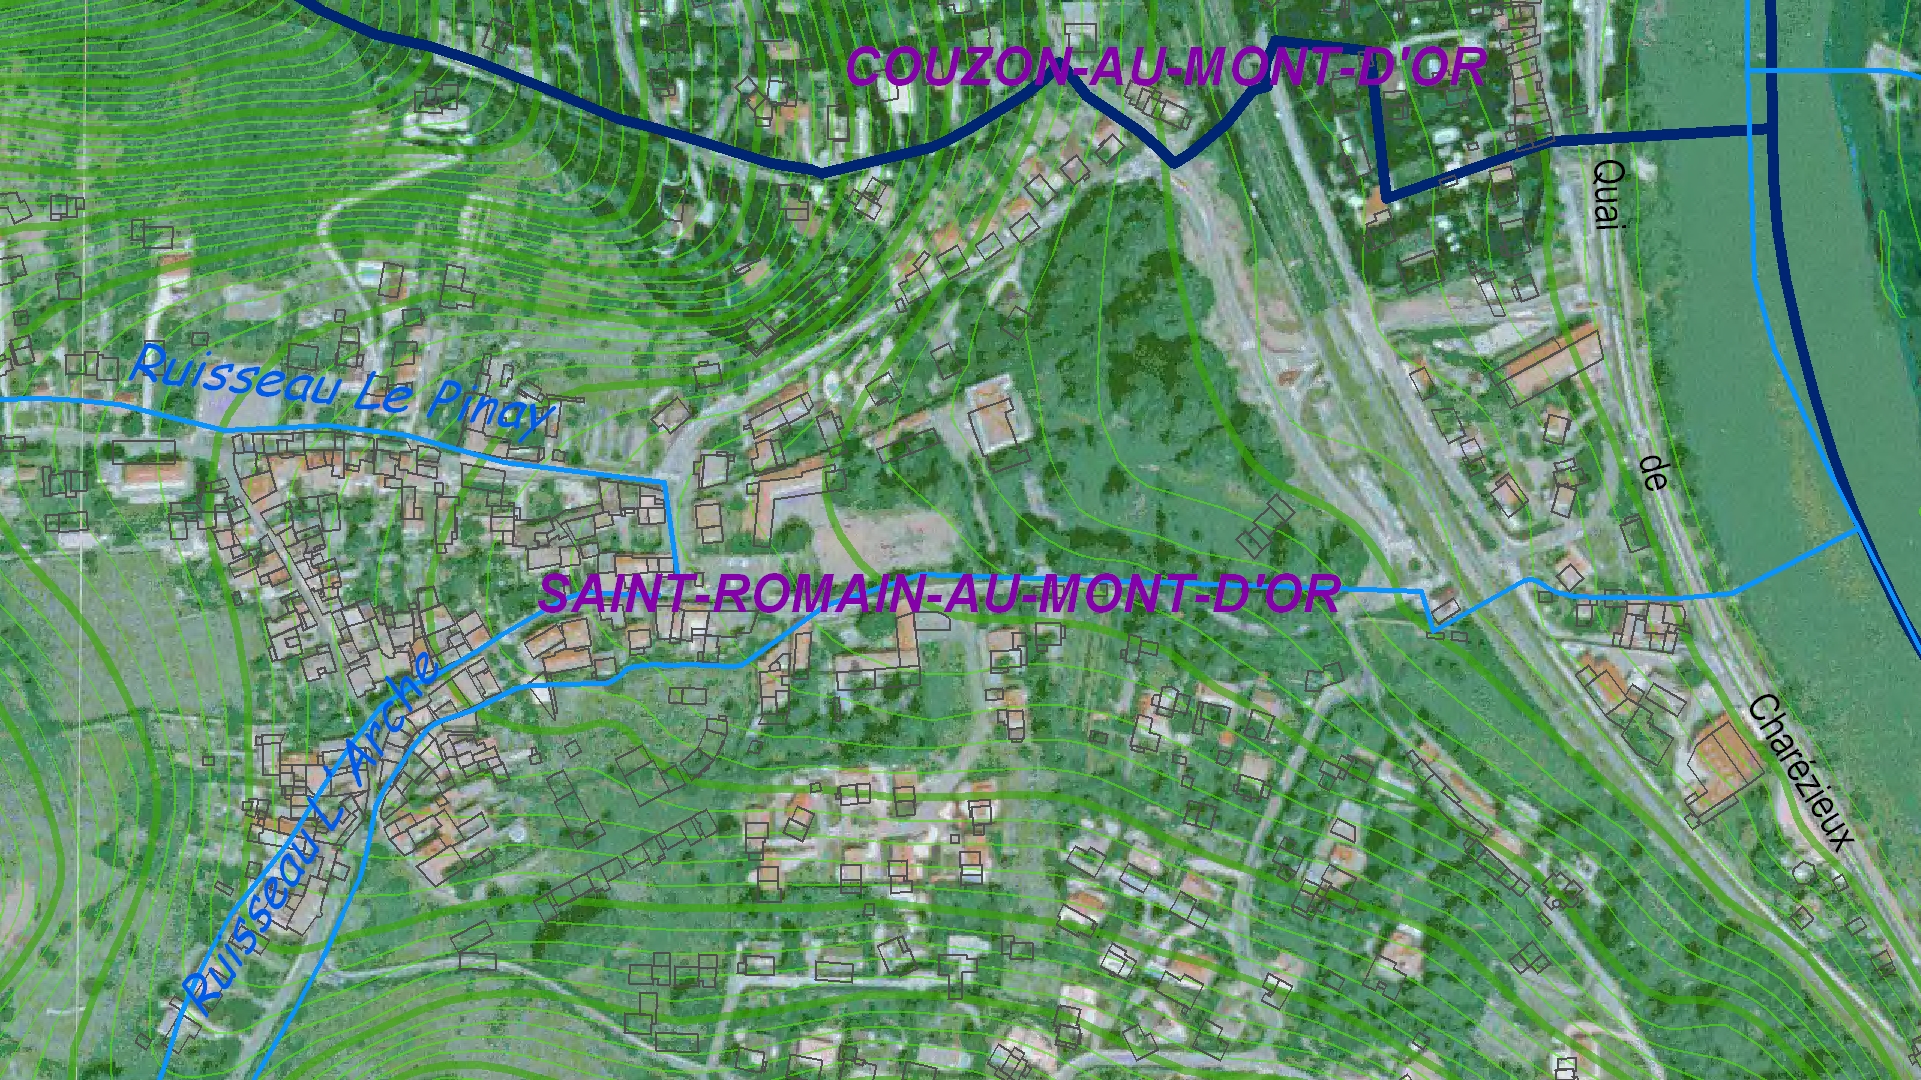 COUZON-AU-MONT-D'OR
Quai
de
Charézieux
Ruisseau Le Pinay
SAINT-ROMAIN-AU-MONT-D'OR
Ruisseau L'Arche